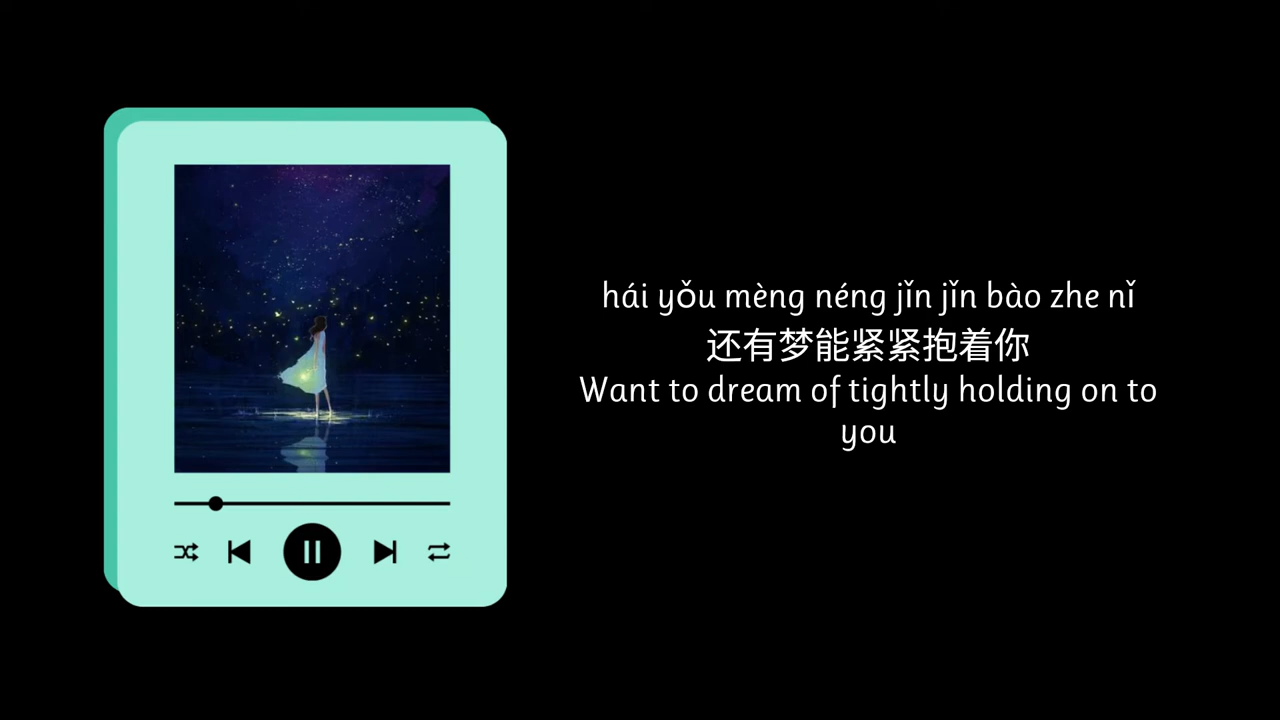 hái yǒu mèng néng jǐn jǐn bào zhe nǐ
还有梦能紧紧抱着你
Want to dream of tightly holding on to
you